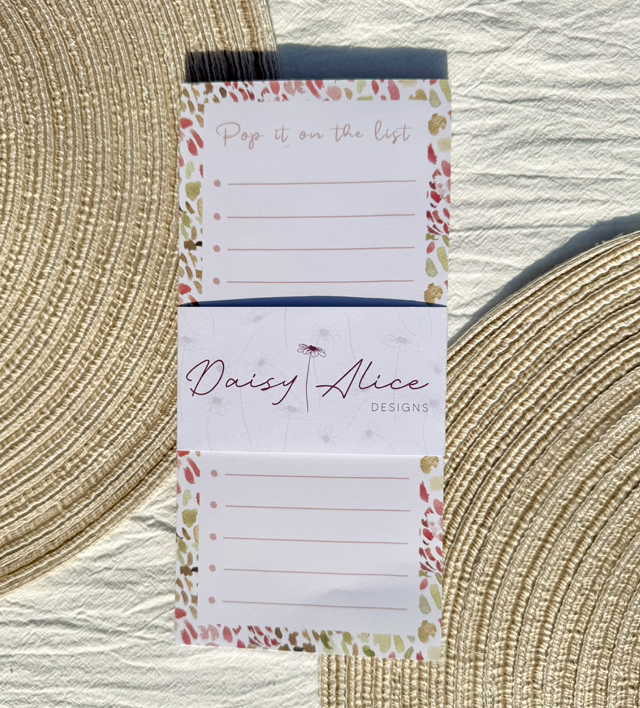 Pop it on the list
Daisy Alice
DESIGNS